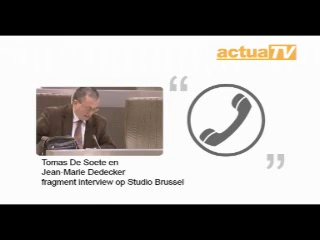 actuaTV
Tomas De Soete en
Jean-Marie Dedecker
fragment interview op Studio Brussel